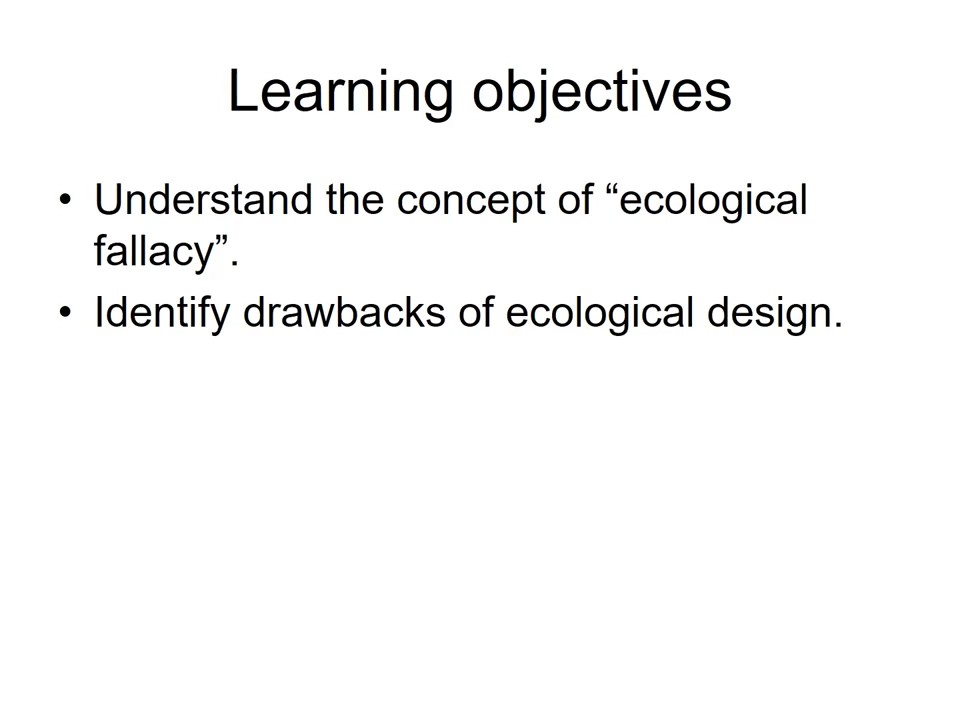 Learning objectives
• Understand the concept of “ecological
fallacy”.
• Identify drawbacks of ecological design.